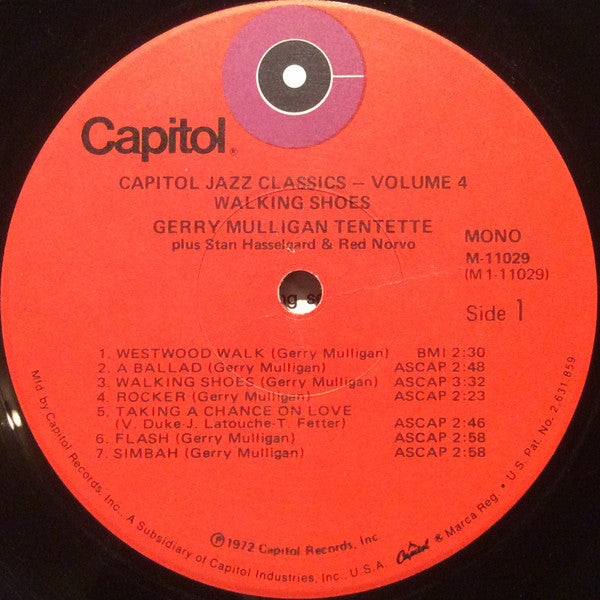 Capitol®
CAPITOL JAZZ CLASSICS – VOLUME 4
WALKING SHOES
GERRY MULLIGAN TENTETTE
plus Stan Hasselgard & Red Norvo
MONO
M-11029
(M1-11029)
Side 1
1. WESTWOOD WALK (Gerry Mulligan) BMI 2:30
2. A BALLAD (Gerry Mulligan) ASCAP 2:48
3. WALKING SHOES (Gerry Mulligan) ASCAP 3:32
4. ROCKER (Gerry Mulligan) ASCAP 2:23
5. TAKING A CHANCE ON LOVE
(V. Duke-J. Latouche-T. Fetter) ASCAP 2:46
6. FLASH (Gerry Mulligan) ASCAP 2:58
7. SIMBAH (Gerry Mulligan) ASCAP 2:58
℗1972 Capitol Records, Inc.
Mfd. by Capitol Records, Inc., A Subsidiary of Capitol Industries, Inc., U.S.A. Capitol ® Marca Reg. • U.S. Pat. No. 2,631,859